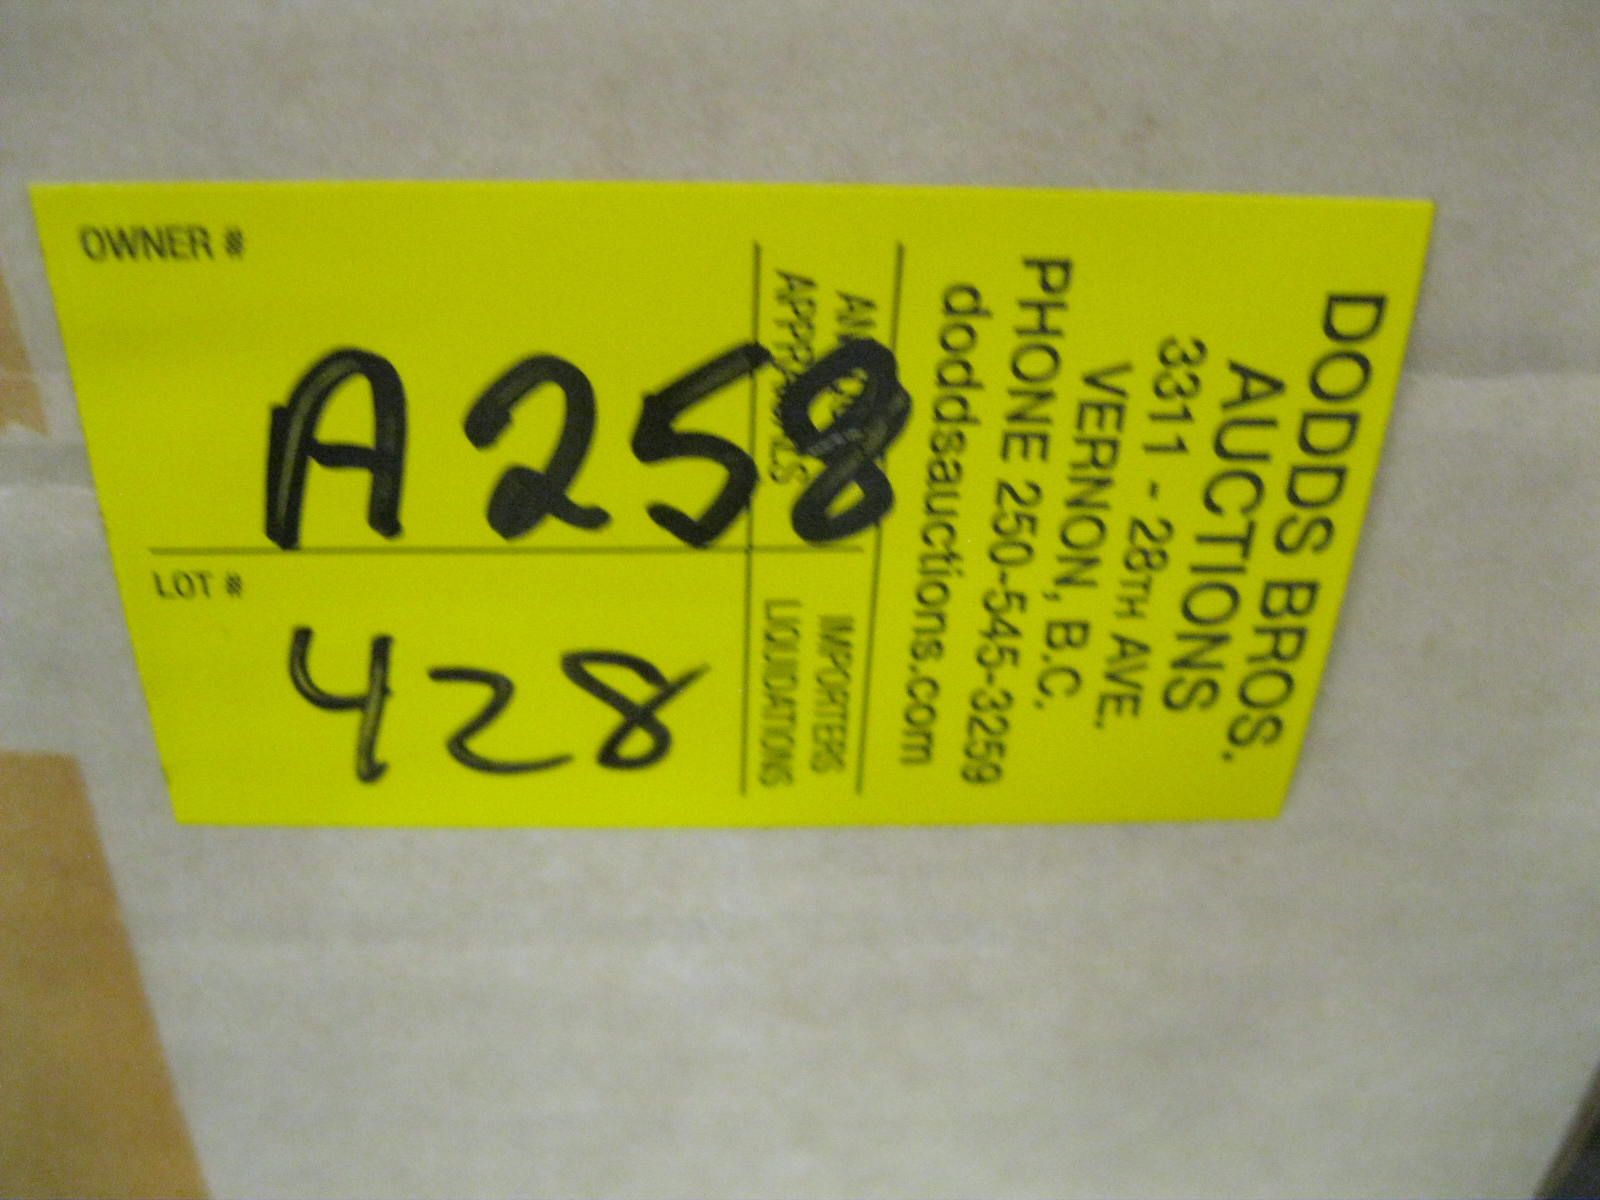 DODDS BROS.
AUCTIONS
3311 - 28TH AVE.
VERNON, B.C.
PHONE 250-545-3259
doddsauctions.com
APPRAISALS
IMPORTERS
LIQUIDATIONS
OWNER #
A258
LOT #
428